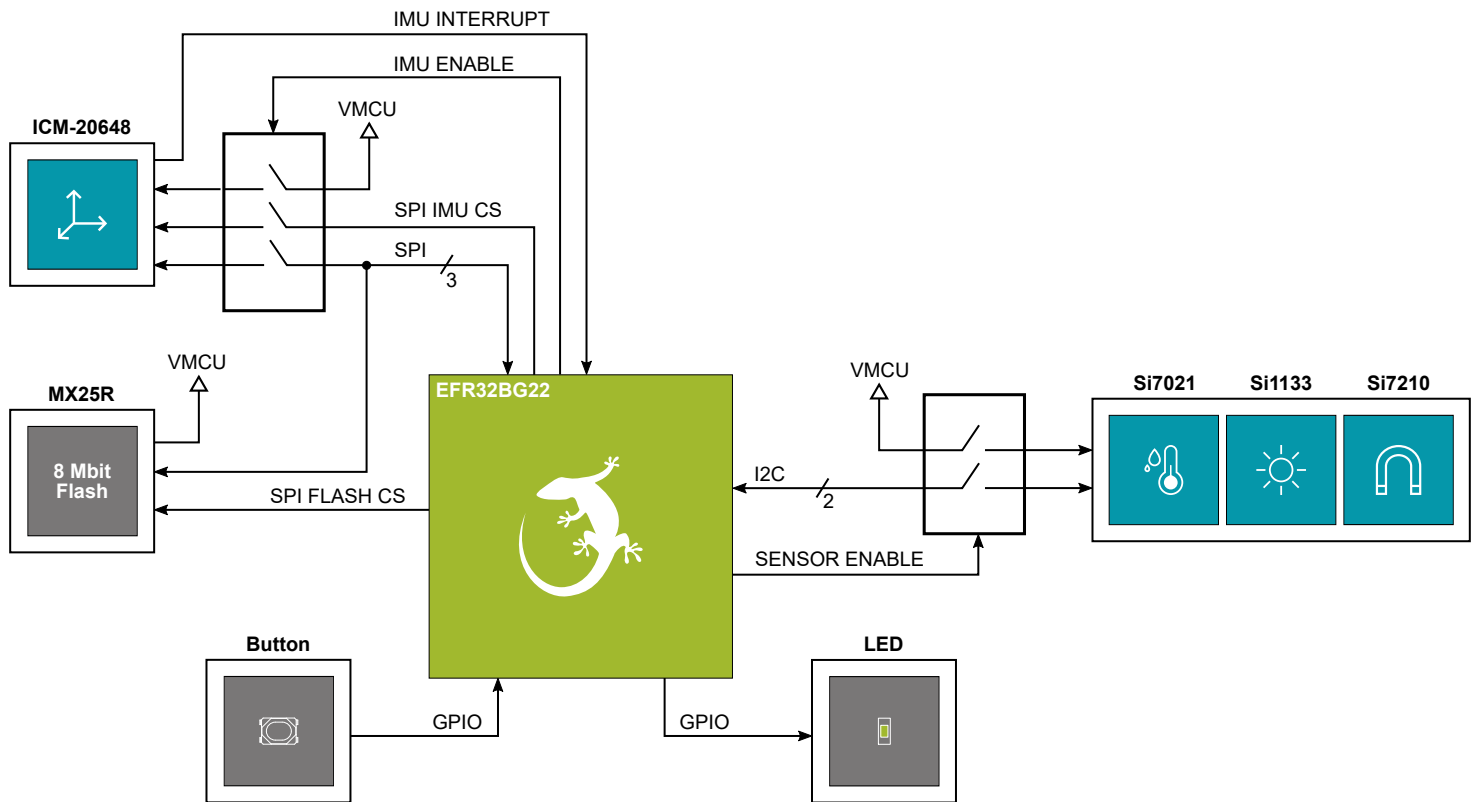 IMU INTERRUPT
IMU ENABLE
VMCU
ICM-20648
SPI IMU CS
SPI
3
VMCU
MX25R
8 Mbit
Flash
SPI FLASH CS
EFR32BG22
VMCU
I2C
2
SENSOR ENABLE
Si7021
Si1133
Si7210
Button
GPIO
GPIO
LED